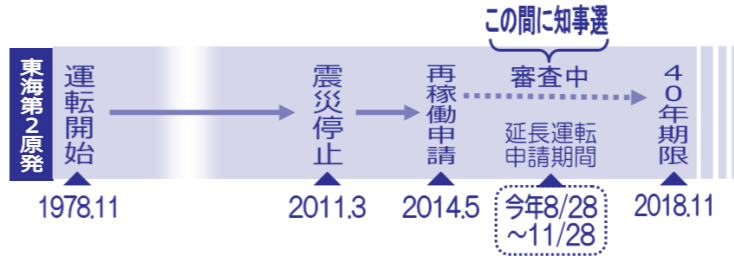 この間に知事選
東海第2原発
運転開始
震災停止
再稼働申請
審査中
延長運転
申請期間
40年期限
1978.11
2011.3
2014.5
今年8/28
～11/28
2018.11